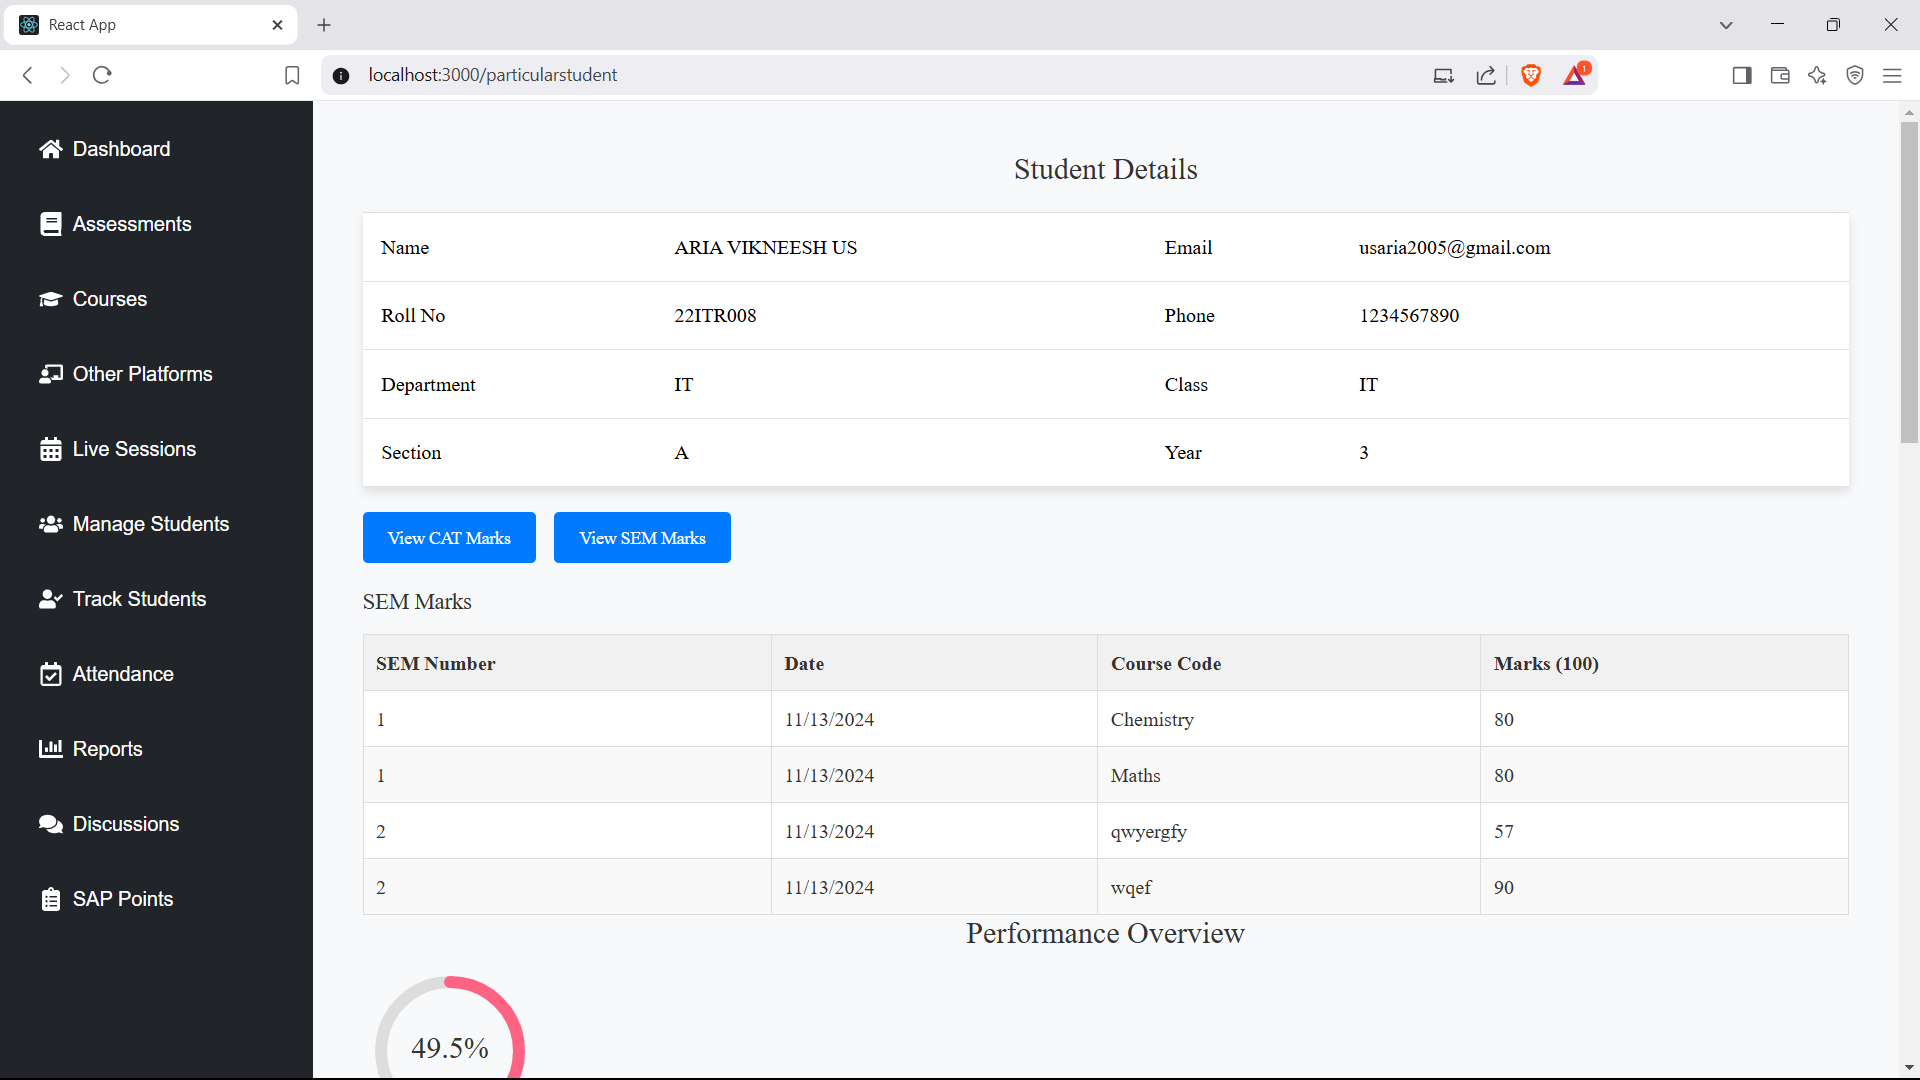 React App
localhost:3000/particularstudent
1
Dashboard
Assessments
Courses
Other Platforms
Live Sessions
Manage Students
Track Students
Attendance
Reports
Discussions
SAP Points
Student Details
Name ARIA VIKNEESH US Email usaria2005@gmail.com
Roll No 22ITR008 Phone 1234567890
Department IT Class IT
Section A Year 3
View CAT Marks View SEM Marks
SEM Marks
SEM Number Date Course Code Marks (100)
1 11/13/2024 Chemistry 80
1 11/13/2024 Maths 80
2 11/13/2024 qwyergfy 57
2 11/13/2024 wqef 90
Performance Overview
49.5%